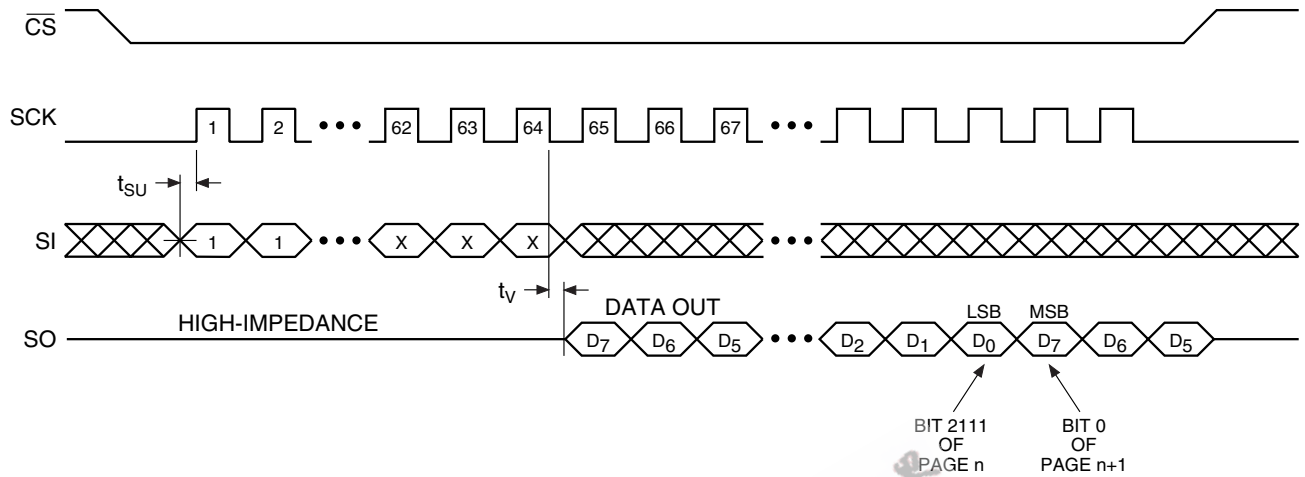 CS
SCK
1 2 ••• 62 63 64 65 66 67 •••
tSU
SI
1 1 ••• X X X •••
tV
SO
HIGH-IMPEDANCE
DATA OUT
LSB MSB
D7 D6 D5 ••• D2 D1 D0 D7 D6 D5
BIT 2111
OF
PAGE n
BIT 0
OF
PAGE n+1